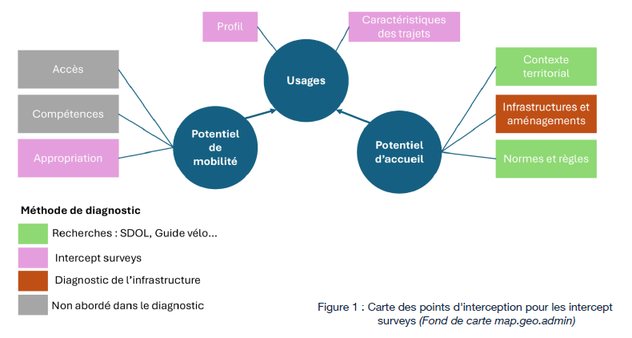 Profil
Caractéristiques
des trajets
Usages
Accès
Compétences
Appropriation
Potentiel
de
mobilité
Potentiel
d'accueil
Contexte
territorial
Infrastructures et
aménagements
Normes et règles
Méthode de diagnostic
Recherches : SDOL, Guide vélo...
Intercept surveys
Diagnostic de l'infrastructure
Non abordé dans le diagnostic
Figure 1 : Carte des points d'interception pour les intercept
surveys (Fond de carte map.geo.admin)